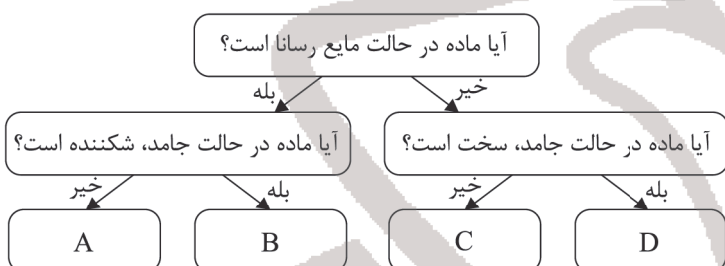 آیا ماده در حالت مایع رسانا است؟
خیر
بله
آیا ماده در حالت جامد، سخت است؟
آیا ماده در حالت جامد، شکننده است؟
بله
خیر
بله
خیر
D
C
B
A